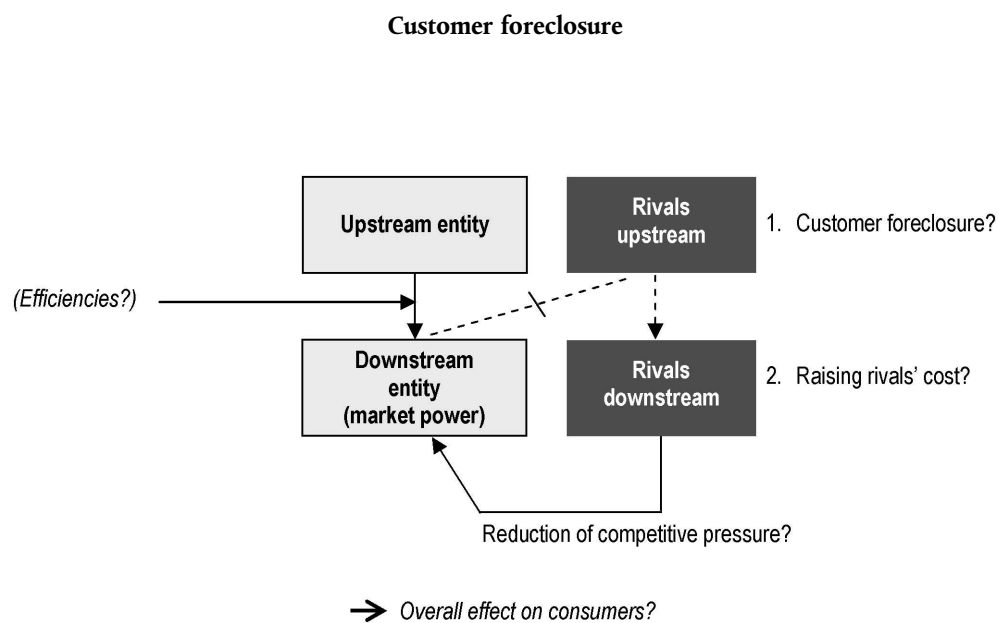 Customer foreclosure
Upstream entity
Rivals
upstream
1. Customer foreclosure?
(Efficiencies?)
Downstream
entity
(market power)
Rivals
downstream
2. Raising rivals’ cost?
Reduction of competitive pressure?
Overall effect on consumers?